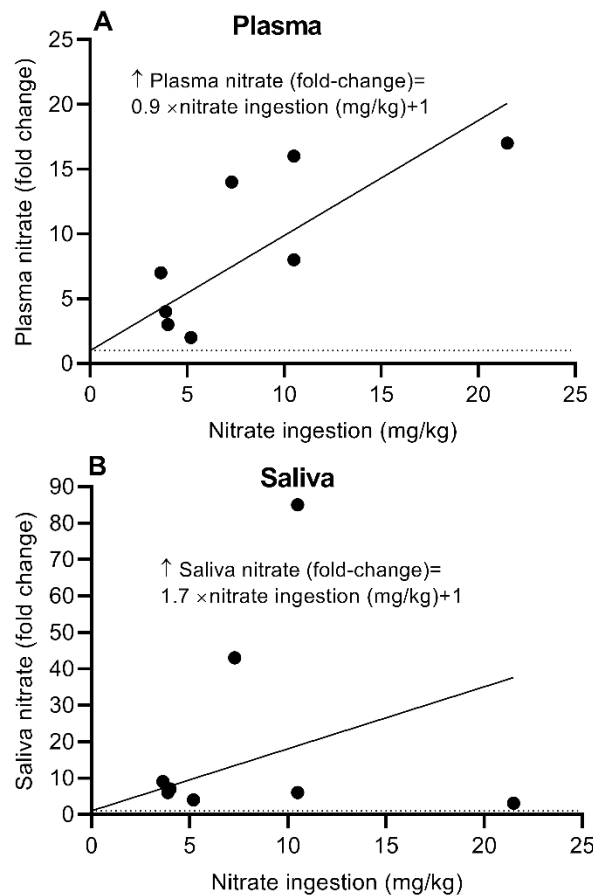 A
Plasma
↑ Plasma nitrate (fold-change)=
0.9 ×nitrate ingestion (mg/kg)+1
Plasma nitrate (fold change)
25
20
15
10
5
0
0 5 10 15 20 25
Nitrate ingestion (mg/kg)
B
Saliva
↑ Saliva nitrate (fold-change)=
1.7 ×nitrate ingestion (mg/kg)+1
Saliva nitrate (fold change)
90
80
70
60
50
40
30
20
10
0
0 5 10 15 20 25
Nitrate ingestion (mg/kg)